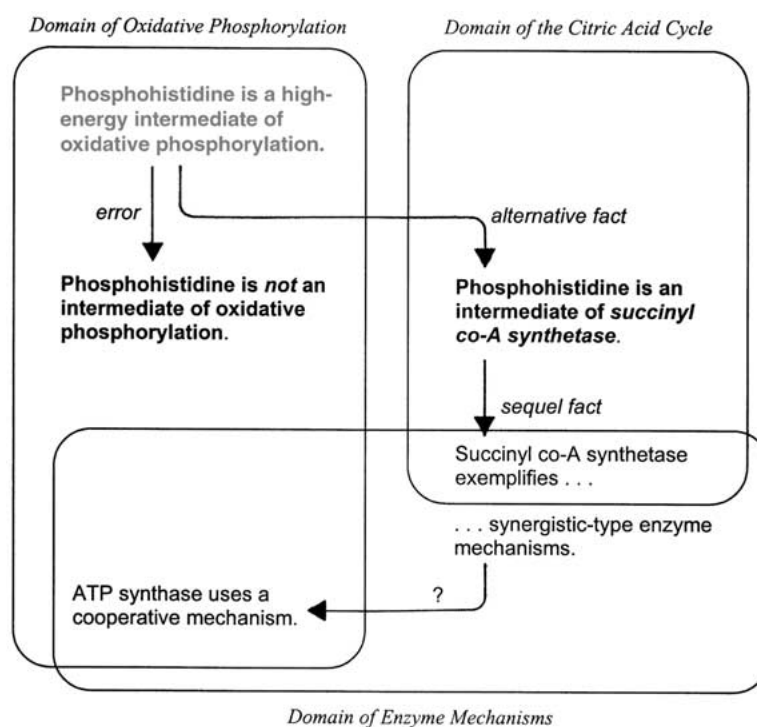 Domain of Oxidative Phosphorylation
Domain of the Citric Acid Cycle
Phosphohistidine is a high-
energy intermediate of
oxidative phosphorylation.
error
alternative fact
Phosphohistidine is not an
intermediate of oxidative
phosphorylation.
Phosphohistidine is an
intermediate of succinyl
co-A synthetase.
sequel fact
Succinyl co-A synthetase
exemplifies . . .
. . . synergistic-type enzyme
mechanisms.
ATP synthase uses a
cooperative mechanism.
?
Domain of Enzyme Mechanisms